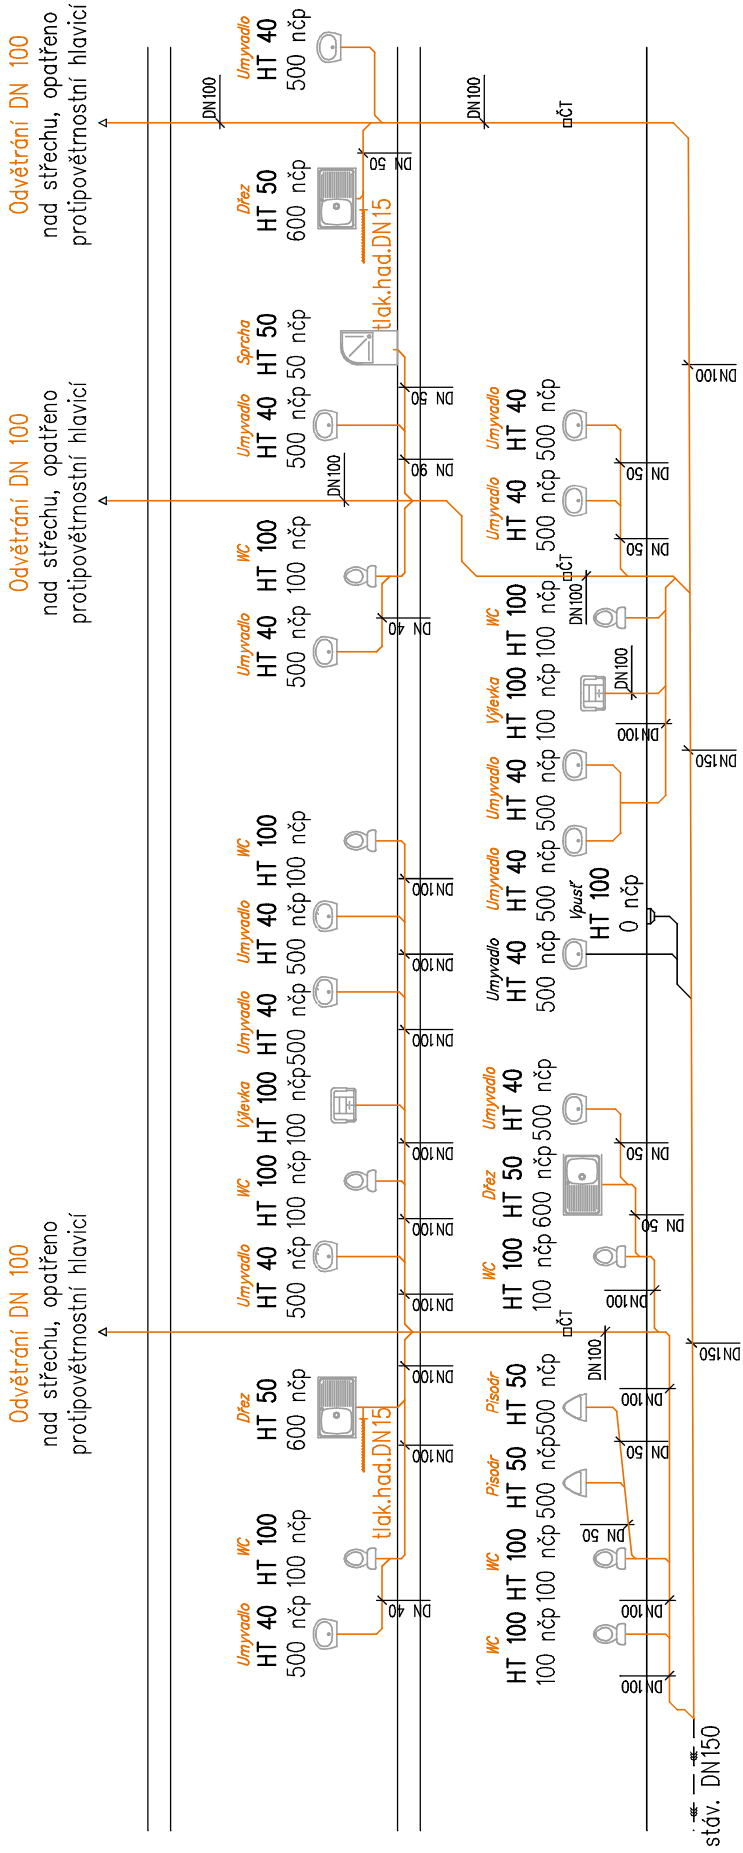 Odvětrání DN 100
nad střechu, opatřeno
protipovětrnostní hlavicí
Odvětrání DN 100
nad střechu, opatřeno
protipovětrnostní hlavicí
Odvětrání DN 100
nad střechu, opatřeno
protipovětrnostní hlavicí
DN100
DN100
Umyvadlo
HT 40
500 nčp
WC
HT 100
100 nčp
Dřez
HT 50
600 nčp
Umyvadlo
HT 40
500 nčp
WC
HT 100
100 nčp
Výlevka
HT 100
100 nčp
Umyvadlo
HT 40
500 nčp
Umyvadlo
HT 40
500 nčp
WC
HT 100
100 nčp
Umyvadlo
HT 40
500 nčp
WC
HT 100
100 nčp
Umyvadlo
HT 40
500 nčp
Sprcha
HT 50
50 nčp
Dřez
HT 50
600 nčp
Umyvadlo
HT 40
500 nčp
tlak.had.DN15
tlak.had.DN15
DN 40
DN100
DN100
DN100
DN100
DN100
DN100
DN100
DN100
DN 40
DN 90
DN 50
DN 50
DN100
WC
HT 100
100 nčp
WC
HT 100
100 nčp
Pisoár
HT 50
500 nčp
Pisoár
HT 50
500 nčp
WC
HT 100
100 nčp
Dřez
HT 50
600 nčp
Umyvadlo
HT 40
500 nčp
Umyvadlo
HT 40
500 nčp
Vpusť
HT 100
0 nčp
Umyvadlo
HT 40
500 nčp
Umyvadlo
HT 40
500 nčp
Výlevka
HT 100
100 nčp
WC
HT 100
100 nčp
Umyvadlo
HT 40
500 nčp
Umyvadlo
HT 40
500 nčp
ČT
ČT
ČT
DN100
DN100
DN 50
DN 50
DN100
DN100
DN100
DN 50
DN 50
DN100
DN100
DN100
DN 50
DN 50
DN150
DN150
DN100
stáv. DN150